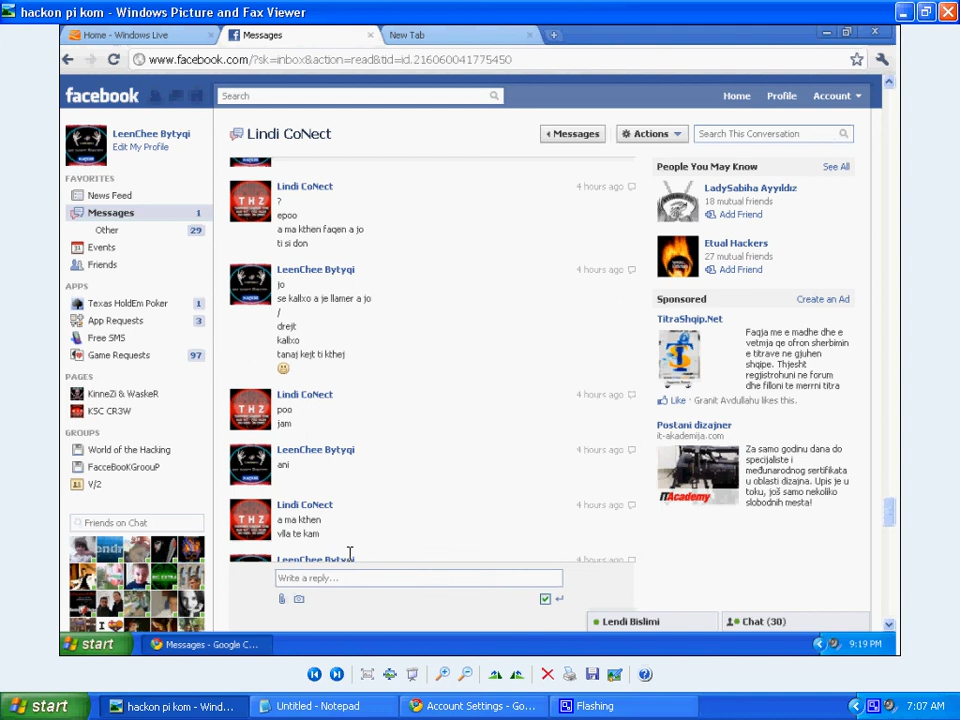 hackon pi kom - Windows Picture and Fax Viewer
Home - Windows Live
Messages
New Tab
www.facebook.com/?sk=inbox&action=read&tid=id.216060041775450
facebook
Search
Home
Profile
Account
LeenChee Bytyqi
Edit My Profile
Lindi CoNect
Messages
Actions
Search This Conversation
FAVORITES
News Feed
Messages 1
Other 29
Events
Friends
APPS
Texas HoldEm Poker 1
App Requests 3
Free SMS
Game Requests 97
PAGES
KinneZi & WaskeR
KSC CR3W
GROUPS
World of the Hacking
FacceBooKGroouP
V/2
Friends on Chat
Lindi CoNect 4 hours ago
THZ
?
epoo
a ma kthen faqen a jo
ti si don
LeenChee Bytyqi 4 hours ago
jo
se kallxo a je llamer a jo
/
drejt
kallxo
tanaj kejt ti kthej
Lindi CoNect 4 hours ago
THZ
poo
jam
LeenChee Bytyqi 4 hours ago
ani
Lindi CoNect 4 hours ago
THZ
a ma kthen
vlla te kam
LeenChee Bytyqi 4 hours ago
Write a reply...
People You May Know See All
LadySabiha Ayyıldız
18 mutual friends
Add Friend
Etual Hackers
27 mutual friends
Add Friend
Sponsored Create an Ad
TitraShqip.Net
Faqja me e madhe dhe e
vetmja qe ofron sherbimin
e titrave ne gjuhen
shqipe. Thjesht
regjistrohuni ne forum
dhe filloni te merrni titra
Like · Granit Avdullahu likes this.
Postani dizajner
it-akademija.com
ITAcademy
Za samo godinu dana do
specijaliste i
međunarodnog sertifikata
u oblasti dizajna. Upis je u
toku, još samo nekoliko
slobodnih mesta!
Lendi Bislimi
Chat (30)
start
Messages - Google C...
9:19 PM
start
hackon pi kom - Wind...
Untitled - Notepad
Account Settings - Go...
Flashing
7:07 AM